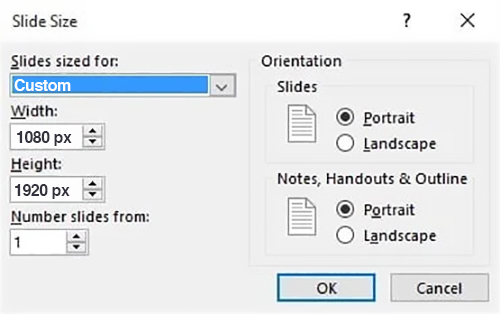 Slide Size
?
Slides sized for:
Custom
Width:
1080 px
Height:
1920 px
Number slides from:
1
Orientation
Slides
Portrait
Landscape
Notes, Handouts & Outline
Portrait
Landscape
OK
Cancel